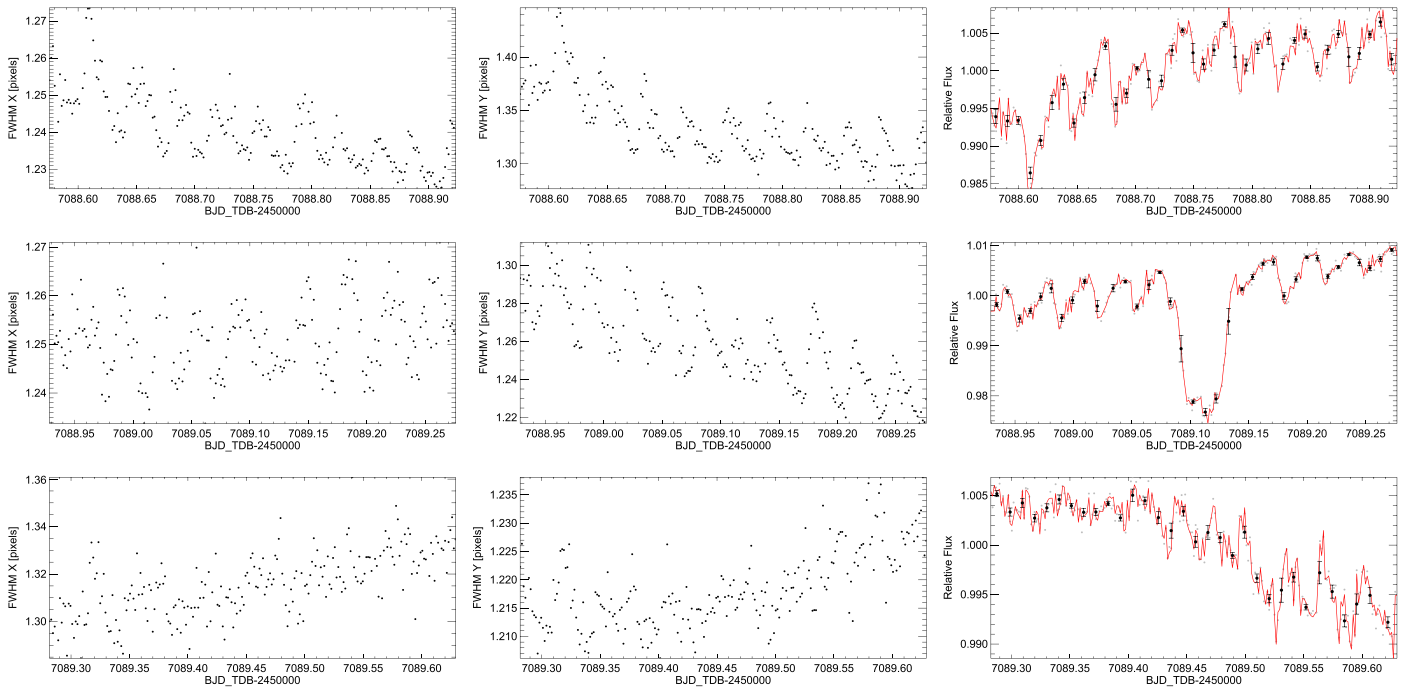 FWHM X [pixels]
1.27
1.26
1.25
1.24
1.23
7088.60 7088.65 7088.70 7088.75 7088.80 7088.85 7088.90
BJD_TDB-2450000
FWHM Y [pixels]
1.40
1.35
1.30
7088.60 7088.65 7088.70 7088.75 7088.80 7088.85 7088.90
BJD_TDB-2450000
Relative Flux
1.005
1.000
0.995
0.990
0.985
7088.60 7088.65 7088.70 7088.75 7088.80 7088.85 7088.90
BJD_TDB-2450000
FWHM X [pixels]
1.27
1.26
1.25
1.24
7088.95 7089.00 7089.05 7089.10 7089.15 7089.20 7089.25
BJD_TDB-2450000
FWHM Y [pixels]
1.30
1.28
1.26
1.24
1.22
7088.95 7089.00 7089.05 7089.10 7089.15 7089.20 7089.25
BJD_TDB-2450000
Relative Flux
1.01
1.00
0.99
0.98
7088.95 7089.00 7089.05 7089.10 7089.15 7089.20 7089.25
BJD_TDB-2450000
FWHM X [pixels]
1.36
1.34
1.32
1.30
7089.30 7089.35 7089.40 7089.45 7089.50 7089.55 7089.60
BJD_TDB-2450000
FWHM Y [pixels]
1.235
1.230
1.225
1.220
1.215
1.210
7089.30 7089.35 7089.40 7089.45 7089.50 7089.55 7089.60
BJD_TDB-2450000
Relative Flux
1.005
1.000
0.995
0.990
7089.30 7089.35 7089.40 7089.45 7089.50 7089.55 7089.60
BJD_TDB-2450000